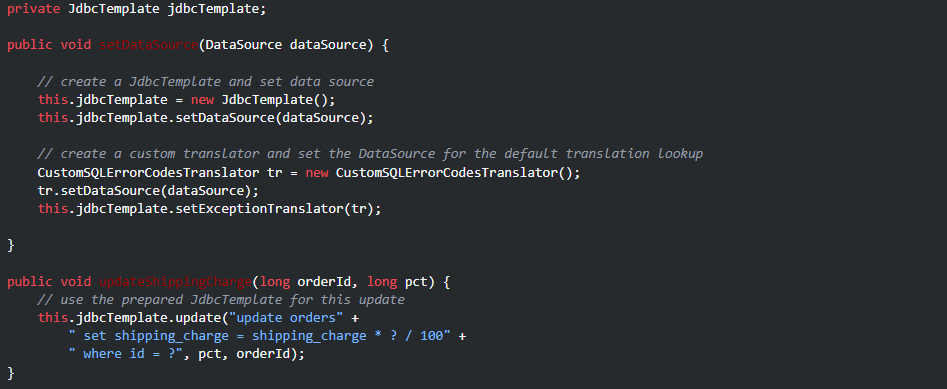 private JdbcTemplate jdbcTemplate;
public void setDataSource(DataSource dataSource) {
// create a JdbcTemplate and set data source
this.jdbcTemplate = new JdbcTemplate();
this.jdbcTemplate.setDataSource(dataSource);
// create a custom translator and set the DataSource for the default translation lookup
CustomSQLErrorCodesTranslator tr = new CustomSQLErrorCodesTranslator();
tr.setDataSource(dataSource);
this.jdbcTemplate.setExceptionTranslator(tr);
}
public void updateShippingCharge(long orderId, long pct) {
// use the prepared JdbcTemplate for this update
this.jdbcTemplate.update("update orders" +
" set shipping_charge = shipping_charge * ? / 100" +
" where id = ?", pct, orderId);
}